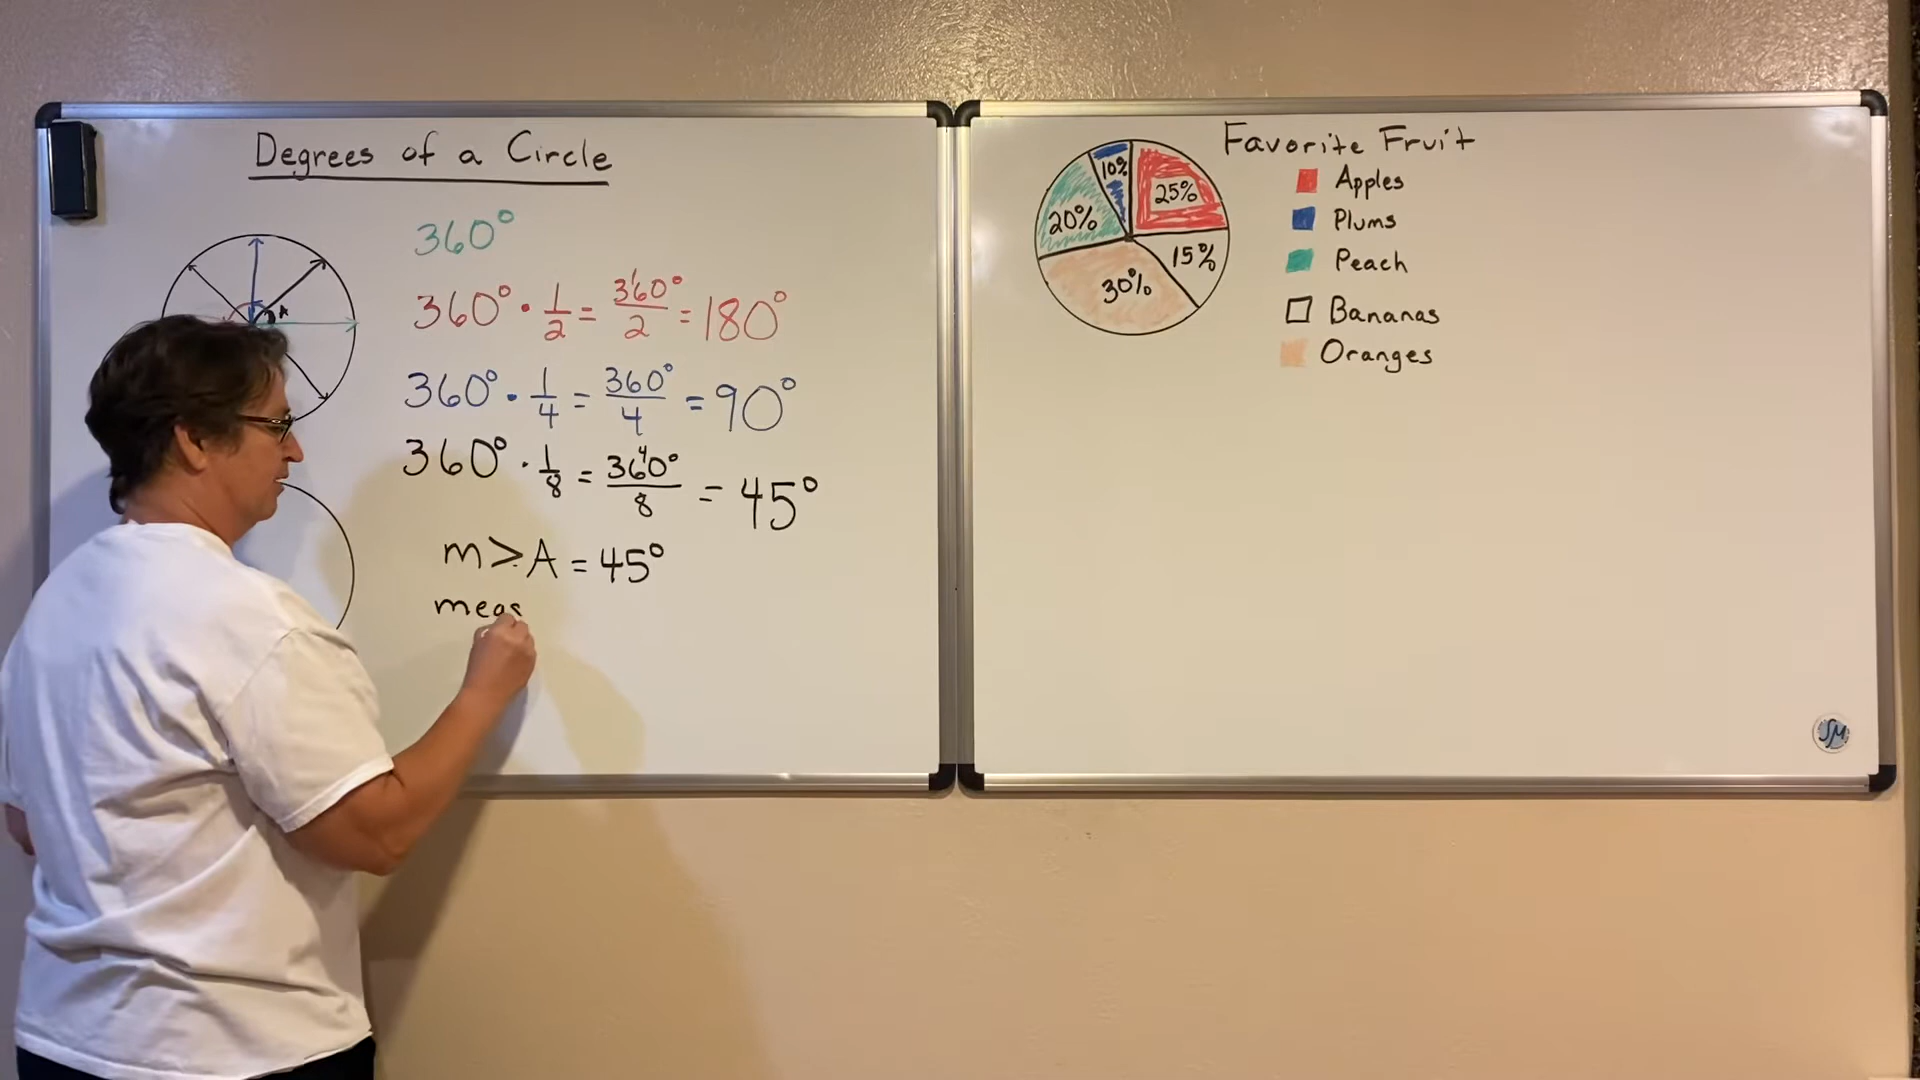 Degrees of a Circle
360°
360° · 1/2 = 360°/2 = 180°
360° · 1/4 = 360°/4 = 90°
360° · 1/8 = 360°/8 = 45°
m > A = 45°
meas
A
Favorite Fruit
10%
25%
20%
15%
30%
Apples
Plums
Peach
Bananas
Oranges
SM